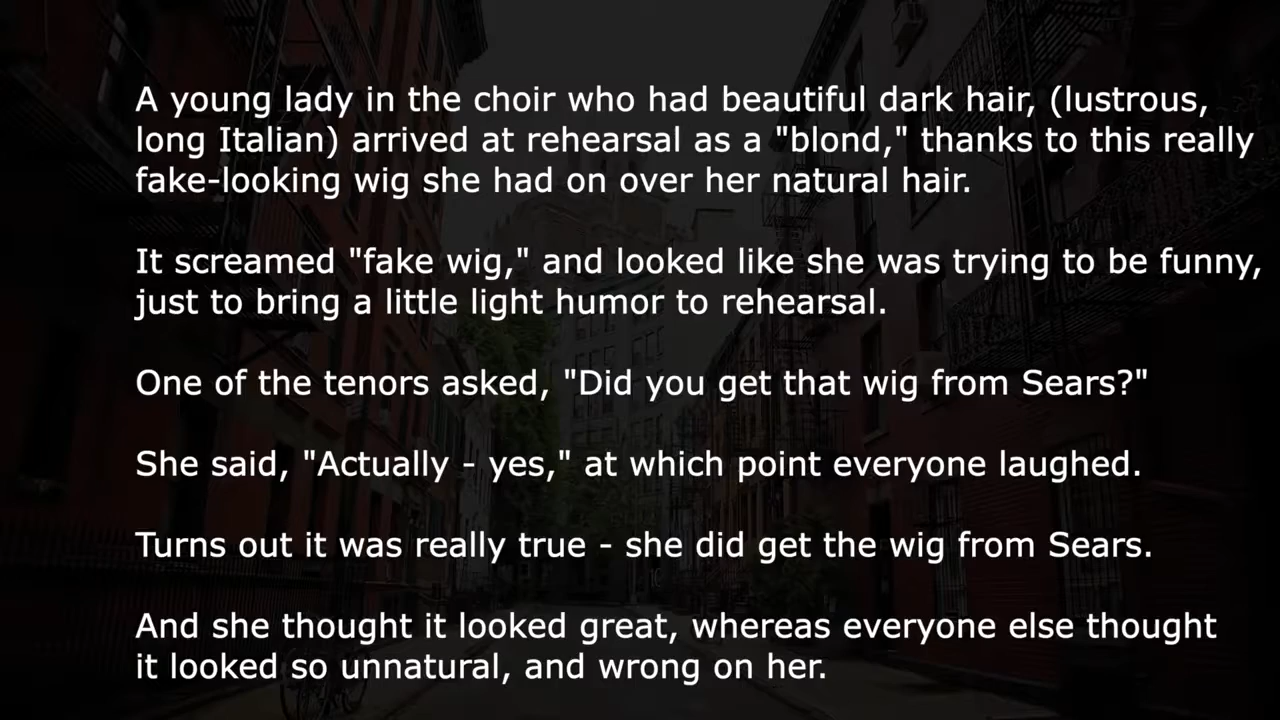 A young lady in the choir who had beautiful dark hair, (lustrous,
long Italian) arrived at rehearsal as a "blond," thanks to this really
fake-looking wig she had on over her natural hair.
It screamed "fake wig," and looked like she was trying to be funny,
just to bring a little light humor to rehearsal.
One of the tenors asked, "Did you get that wig from Sears?"
She said, "Actually - yes," at which point everyone laughed.
Turns out it was really true - she did get the wig from Sears.
And she thought it looked great, whereas everyone else thought
it looked so unnatural, and wrong on her.